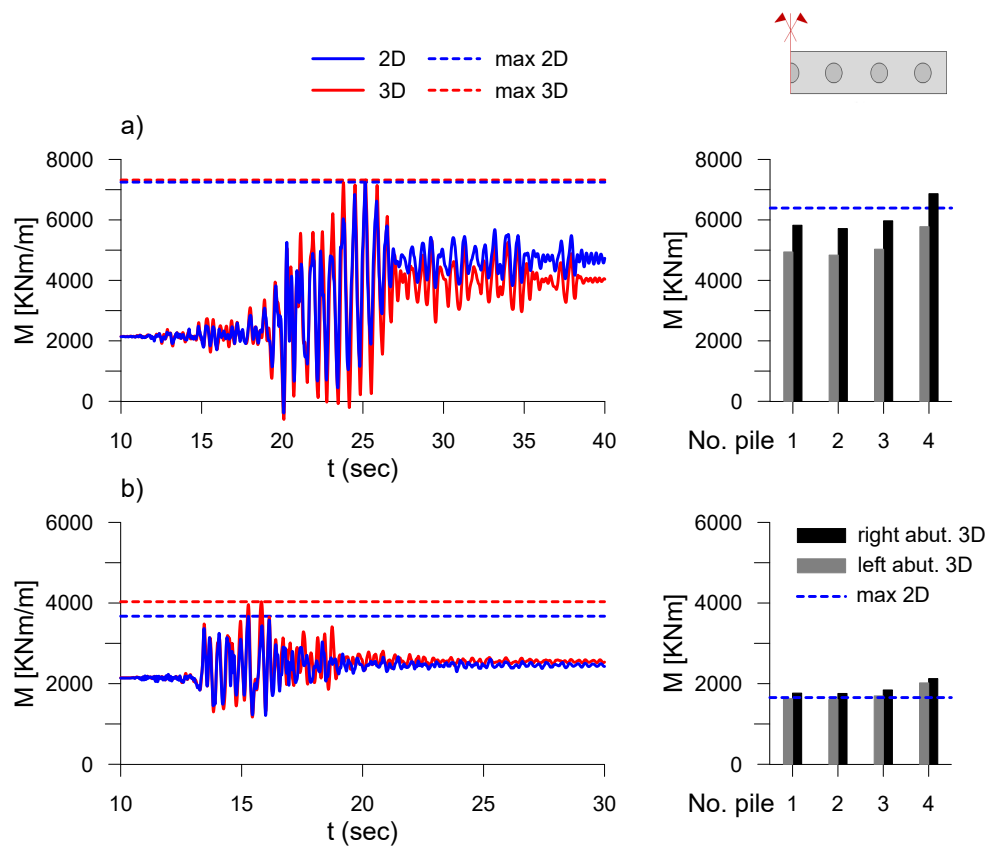 2D
max 2D
3D
max 3D
a)
8000
6000
4000
2000
0
M [KNm/m]
10
15
20
25
30
35
40
t (sec)
8000
6000
4000
2000
0
M [KNm]
No. pile
1
2
3
4
b)
6000
4000
2000
0
M [KNm/m]
10
15
20
25
30
t (sec)
6000
4000
2000
0
M [KNm]
right abut. 3D
left abut. 3D
max 2D
No. pile
1
2
3
4